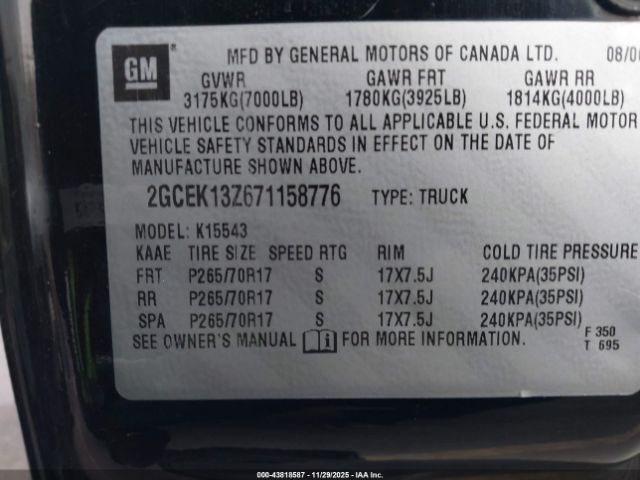 GM
MFD BY GENERAL MOTORS OF CANADA LTD. 08/0
GVWR GAWR FRT GAWR RR
3175KG(7000LB) 1780KG(3925LB) 1814KG(4000LB)
THIS VEHICLE CONFORMS TO ALL APPLICABLE U.S. FEDERAL MOTOR
VEHICLE SAFETY STANDARDS IN EFFECT ON THE DATE OF
MANUFACTURE SHOWN ABOVE.
2GCEK13Z671158776 TYPE: TRUCK
MODEL: K15543
KAAE TIRE SIZE SPEED RTG RIM COLD TIRE PRESSURE
FRT P265/70R17 S 17X7.5J 240KPA(35PSI)
RR P265/70R17 S 17X7.5J 240KPA(35PSI)
SPA P265/70R17 S 17X7.5J 240KPA(35PSI)
SEE OWNER'S MANUAL i FOR MORE INFORMATION.
F 350
T 695
000-43818587 - 11/29/2025 - IAA, Inc.